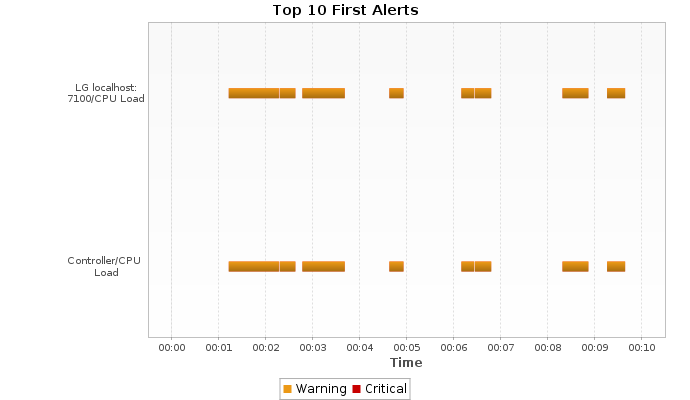 Top 10 First Alerts
LG localhost:
7100/CPU Load
Controller/CPU
Load
00:00 00:01 00:02 00:03 00:04 00:05 00:06 00:07 00:08 00:09 00:10
Time
Warning Critical